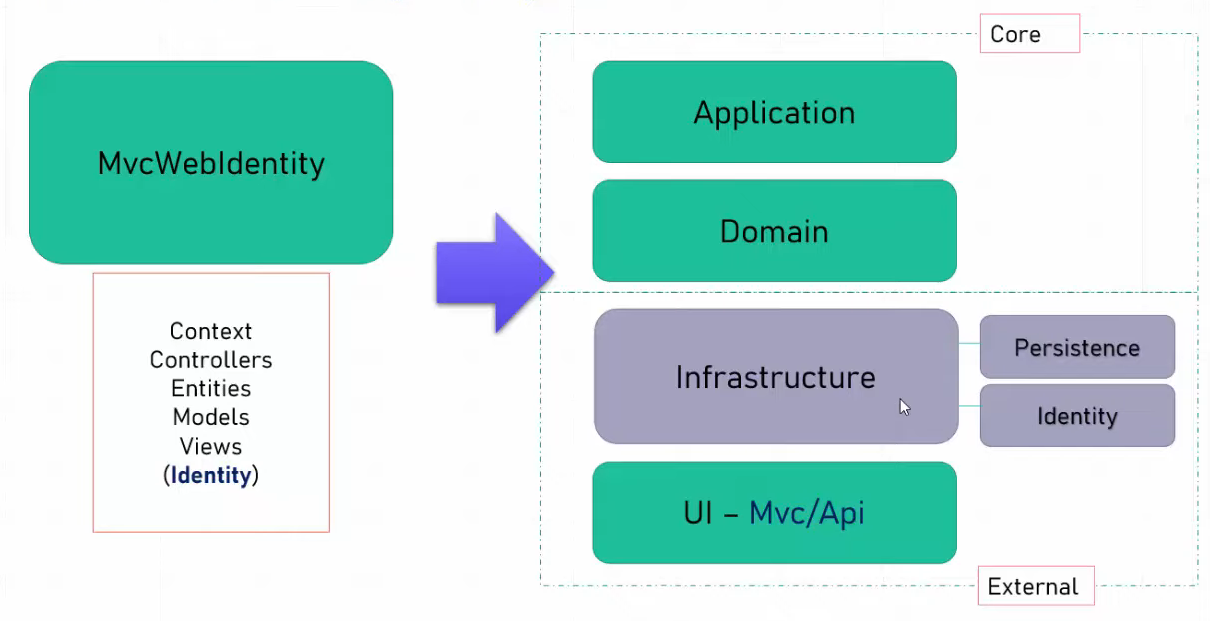 MvcWebIdentity
Context
Controllers
Entities
Models
Views
(Identity)
Core
Application
Domain
Infrastructure
Persistence
Identity
UI – Mvc/Api
External